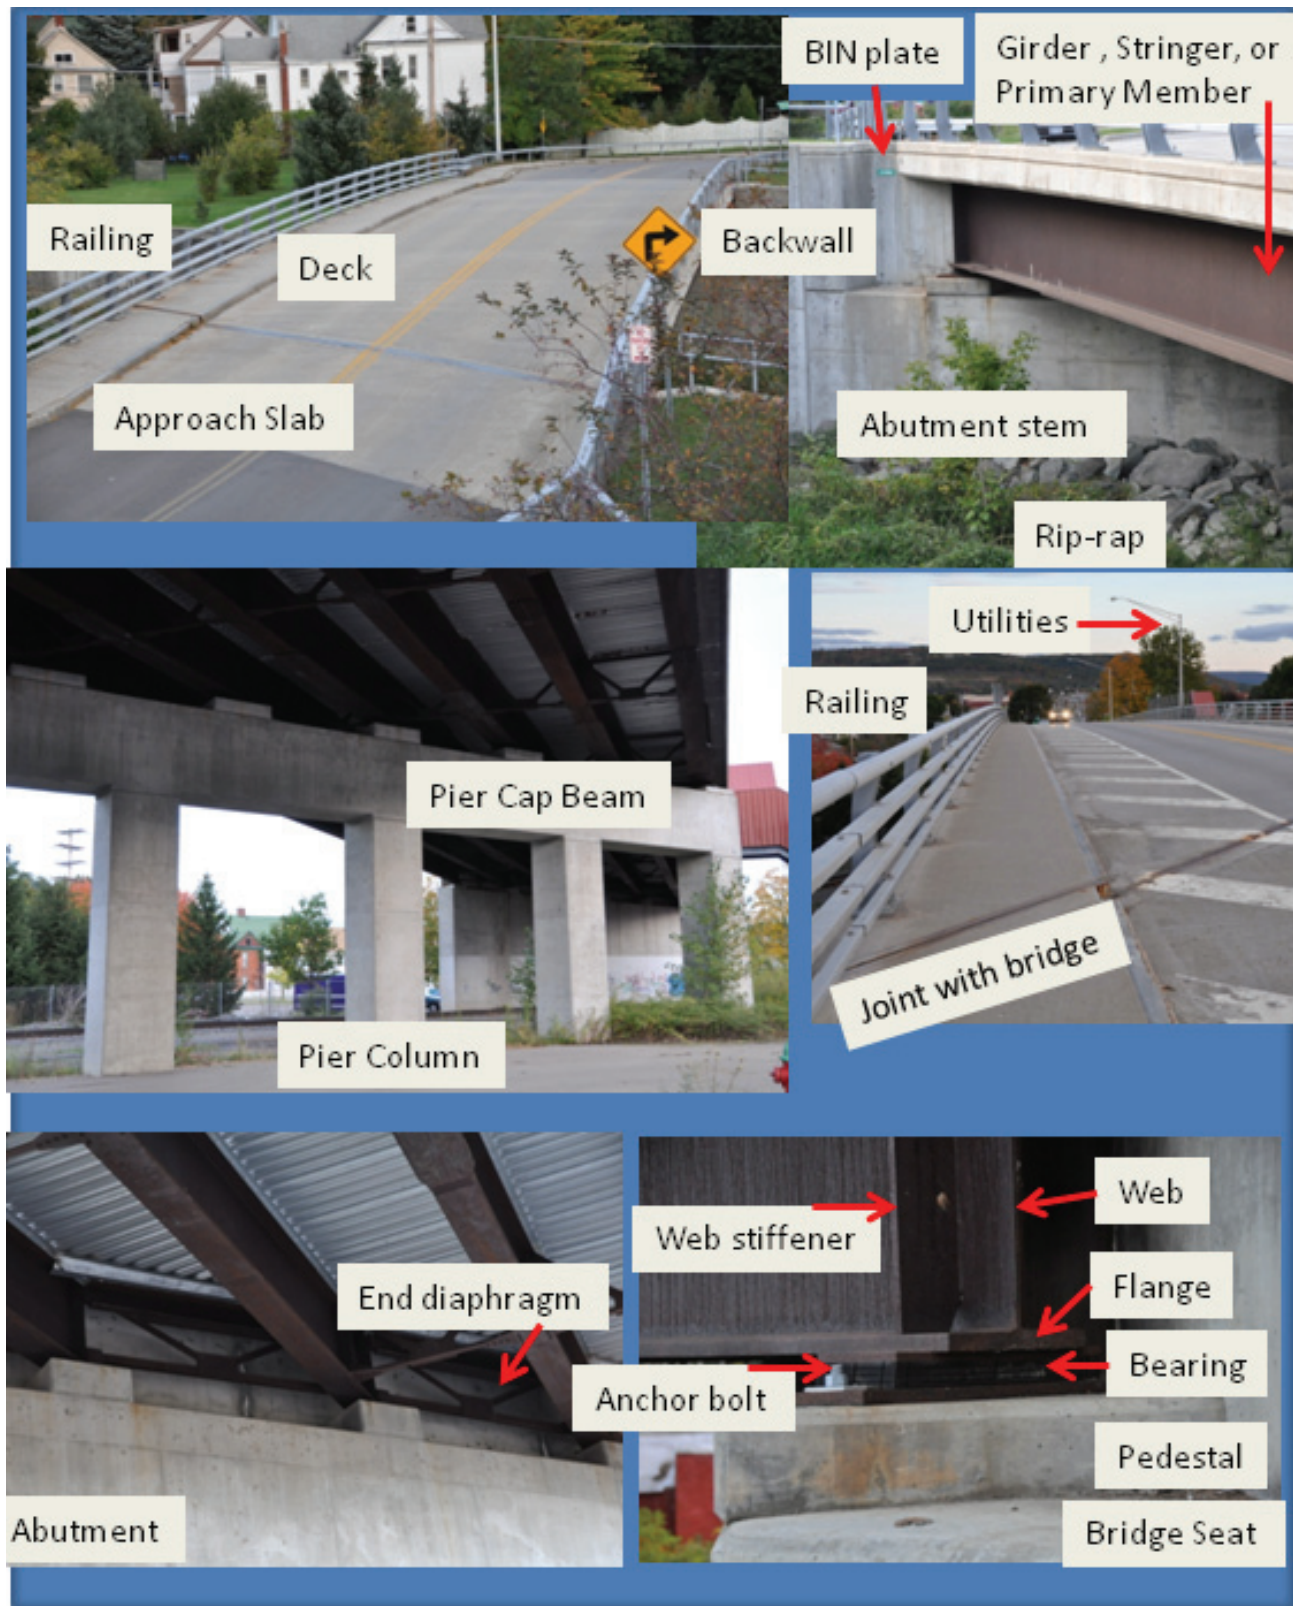 BIN plate
Girder , Stringer, or
Primary Member
Railing
Deck
Backwall
Approach Slab
Abutment stem
Rip-rap
Utilities
Railing
Pier Cap Beam
Joint with bridge
Pier Column
Web stiffener
Web
End diaphragm
Flange
Bearing
Anchor bolt
Pedestal
Abutment
Bridge Seat